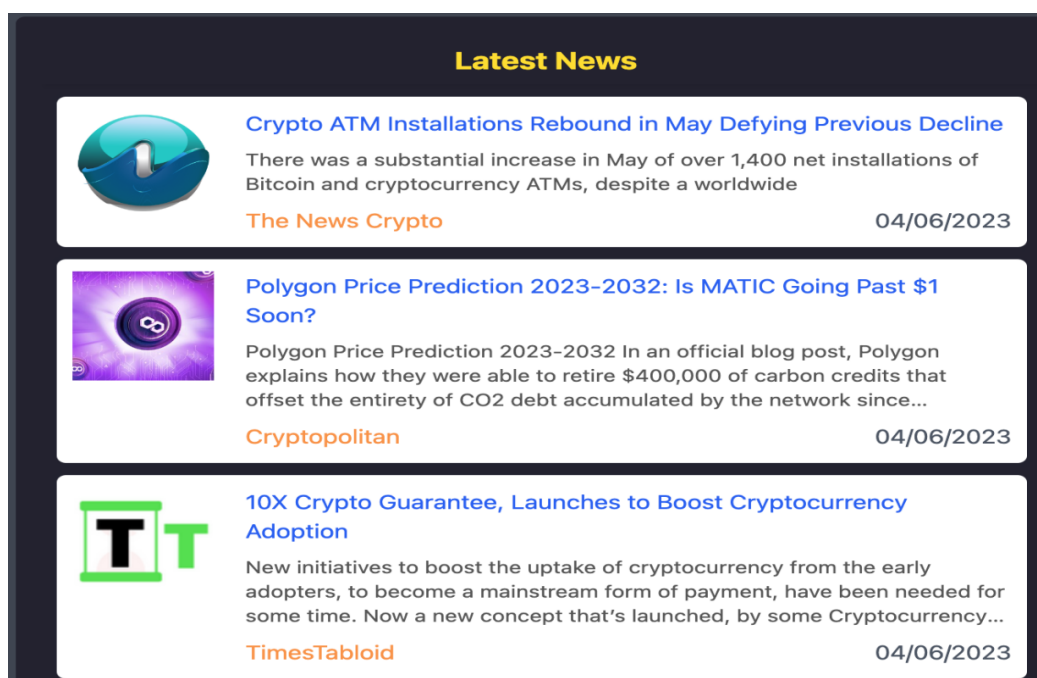 Latest News
Crypto ATM Installations Rebound in May Defying Previous Decline
There was a substantial increase in May of over 1,400 net installations of
Bitcoin and cryptocurrency ATMs, despite a worldwide
The News Crypto 04/06/2023
Polygon Price Prediction 2023-2032: Is MATIC Going Past $1
Soon?
Polygon Price Prediction 2023-2032 In an official blog post, Polygon
explains how they were able to retire $400,000 of carbon credits that
offset the entirety of CO2 debt accumulated by the network since...
Cryptopolitan 04/06/2023
T T
10X Crypto Guarantee, Launches to Boost Cryptocurrency
Adoption
New initiatives to boost the uptake of cryptocurrency from the early
adopters, to become a mainstream form of payment, have been needed for
some time. Now a new concept that's launched, by some Cryptocurrency...
TimesTabloid 04/06/2023